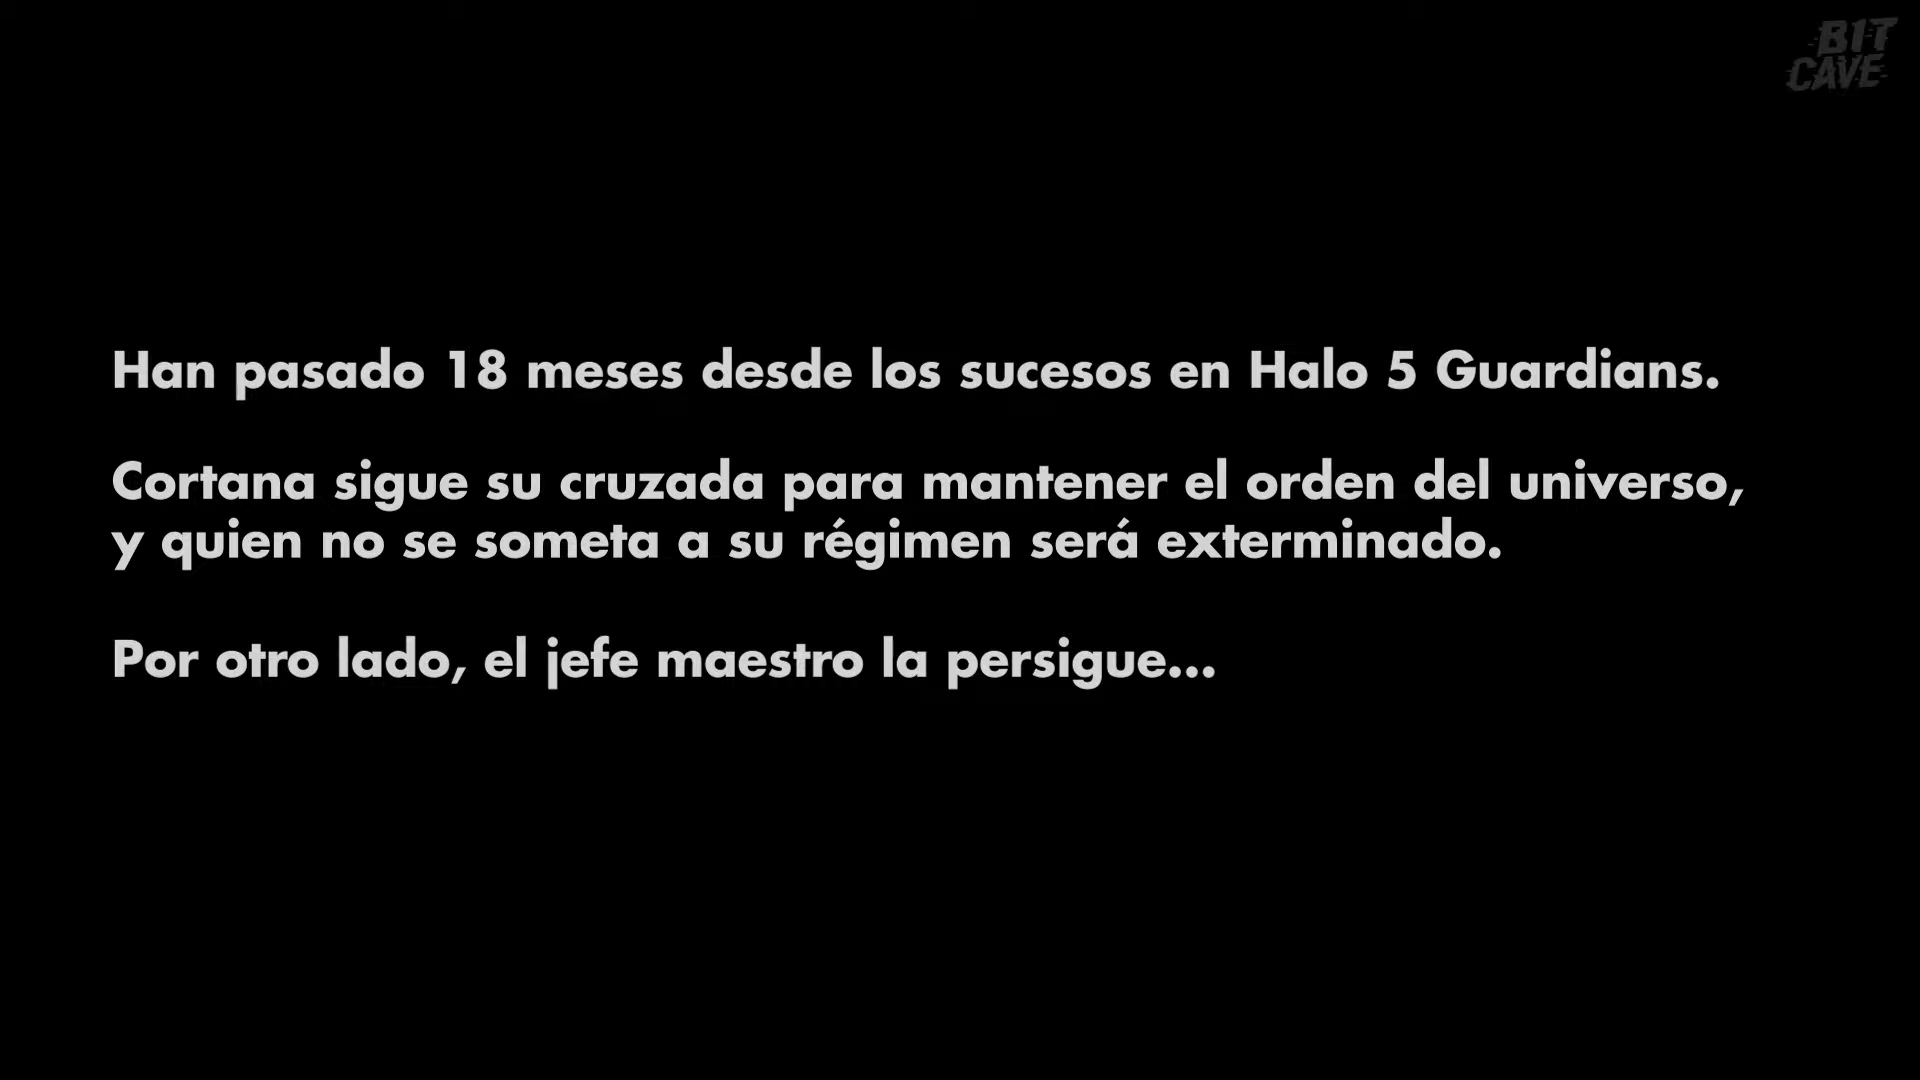 BIT
CAVE
Han pasado 18 meses desde los sucesos en Halo 5 Guardians.
Cortana sigue su cruzada para mantener el orden del universo,
y quien no se someta a su régimen será exterminado.
Por otro lado, el jefe maestro la persigue...